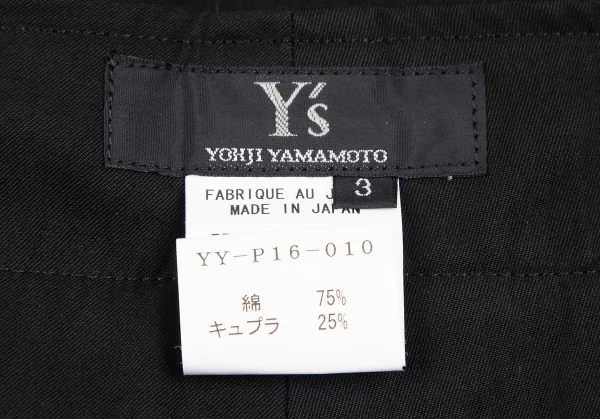 Y's
YOHJI YAMAMOTO
3
FABRIQUE AU J
MADE IN JAPAN
YY-P16-010
綿 75%
キュプラ 25%